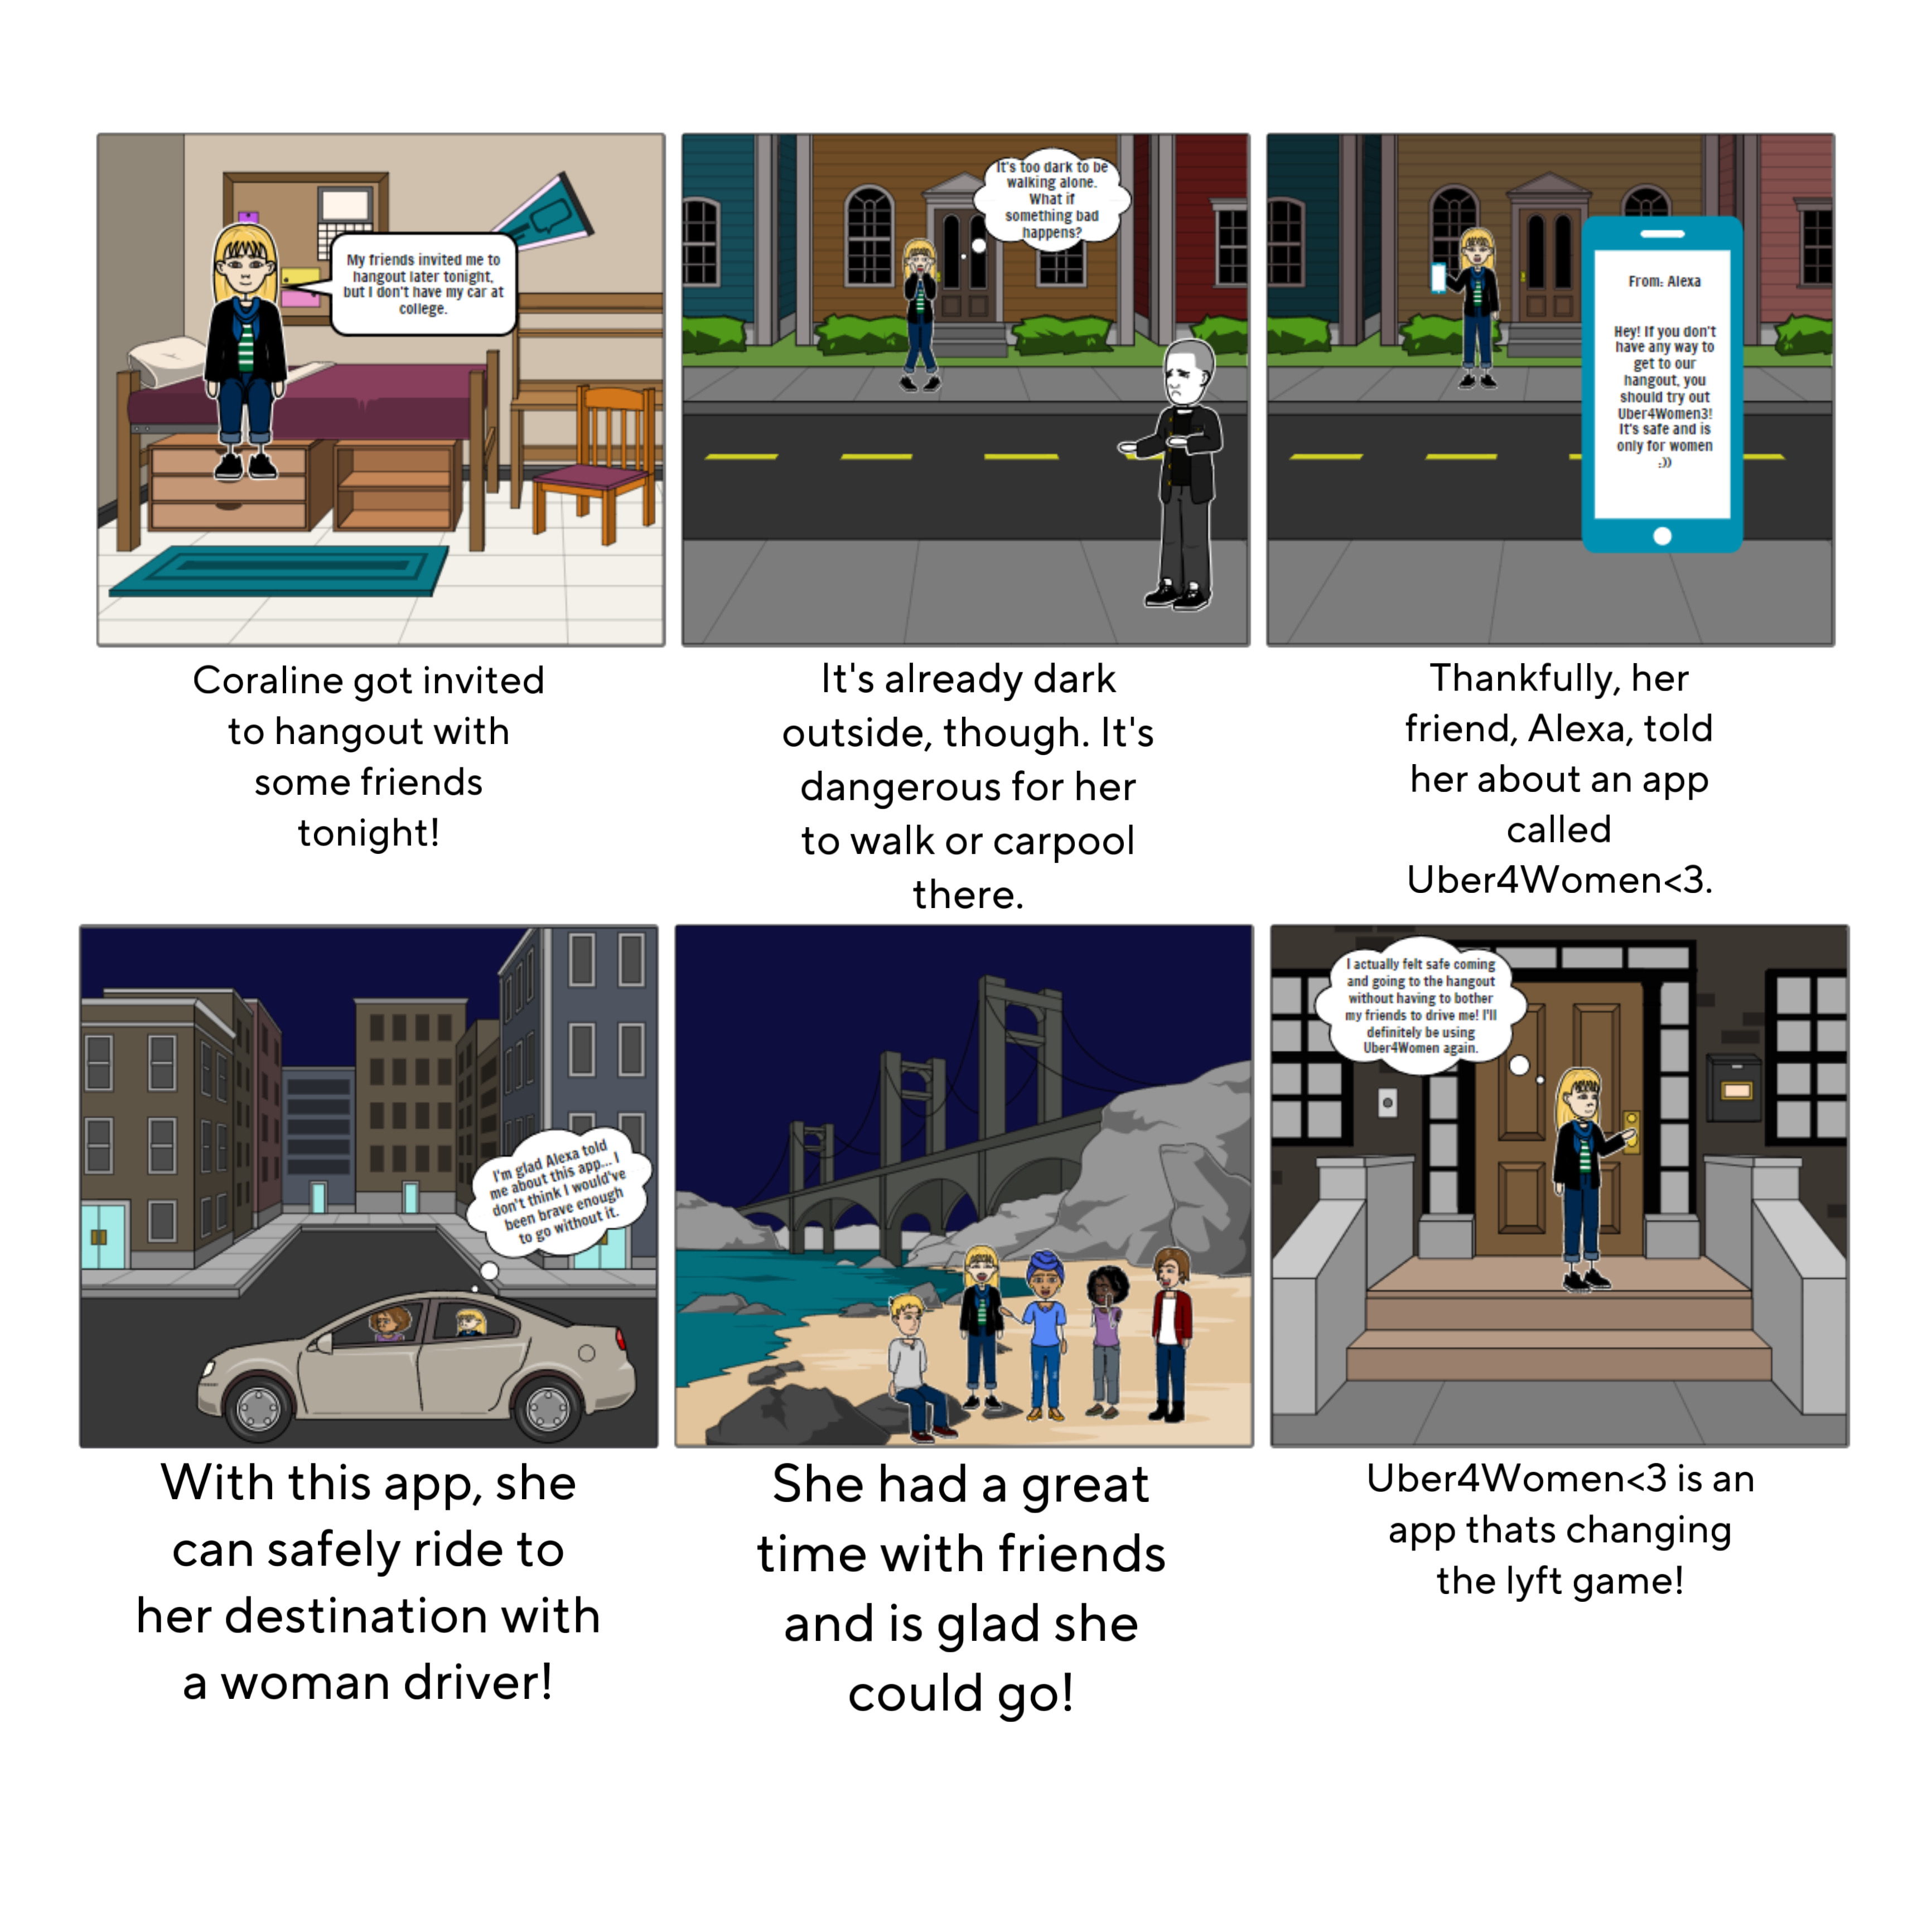 My friends invited me to
hangout later tonight,
but I don't have my car at
college.
It's too dark to be
walking alone.
What if
something bad
happens?
From: Alexa
Hey! If you don't
have any way to
get to our
hangout, you
should try out
Uber4Women3!
It's safe and is
only for women
:))
Coraline got invited
to hangout with
some friends
tonight!
It's already dark
outside, though. It's
dangerous for her
to walk or carpool
there.
Thankfully, her
friend, Alexa, told
her about an app
called
Uber4Women<3.
I'm glad Alexa told
me about this app... I
don't think I would've
been brave enough
to go without it.
I actually felt safe coming
and going to the hangout
without having to bother
my friends to drive me! I'll
definitely be using
Uber4Women again.
With this app, she
can safely ride to
her destination with
a woman driver!
She had a great
time with friends
and is glad she
could go!
Uber4Women<3 is an
app thats changing
the lyft game!